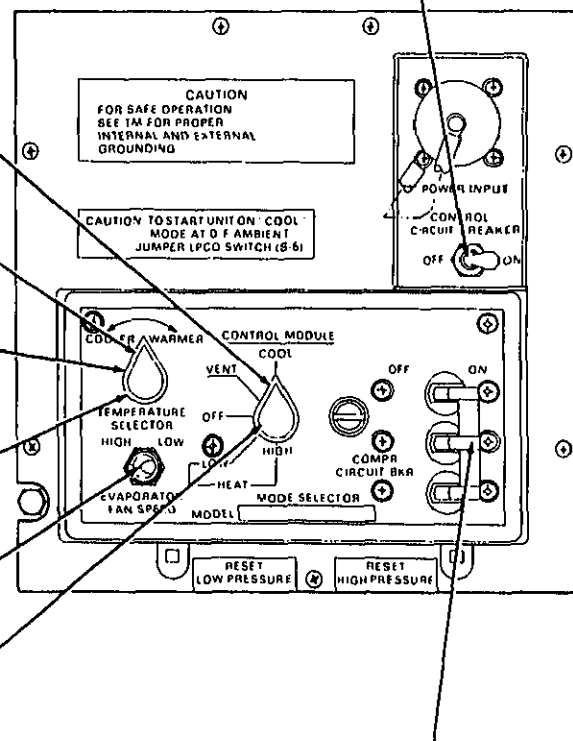 CAUTION
FOR SAFE OPERATION
SEE TM FOR PROPER
INTERNAL AND EXTERNAL
GROUNDING
POWER INPUT
CONTROL
CIRCUIT BREAKER
OFF ON
CAUTION TO START UNIT ON "COOL"
MODE AT 0 F AMBIENT
JUMPER LPCO SWITCH (S-6)
COOLER WARMER
TEMPERATURE
SELECTOR
HIGH LOW
EVAPORATOR
FAN SPEED
CONTROL MODULE
COOL
VENT
OFF
LOW
HIGH
HEAT
MODE SELECTOR
MODEL
OFF ON
COMPR
CIRCUIT BKR
RESET
LOW PRESSURE
RESET
HIGH PRESSURE